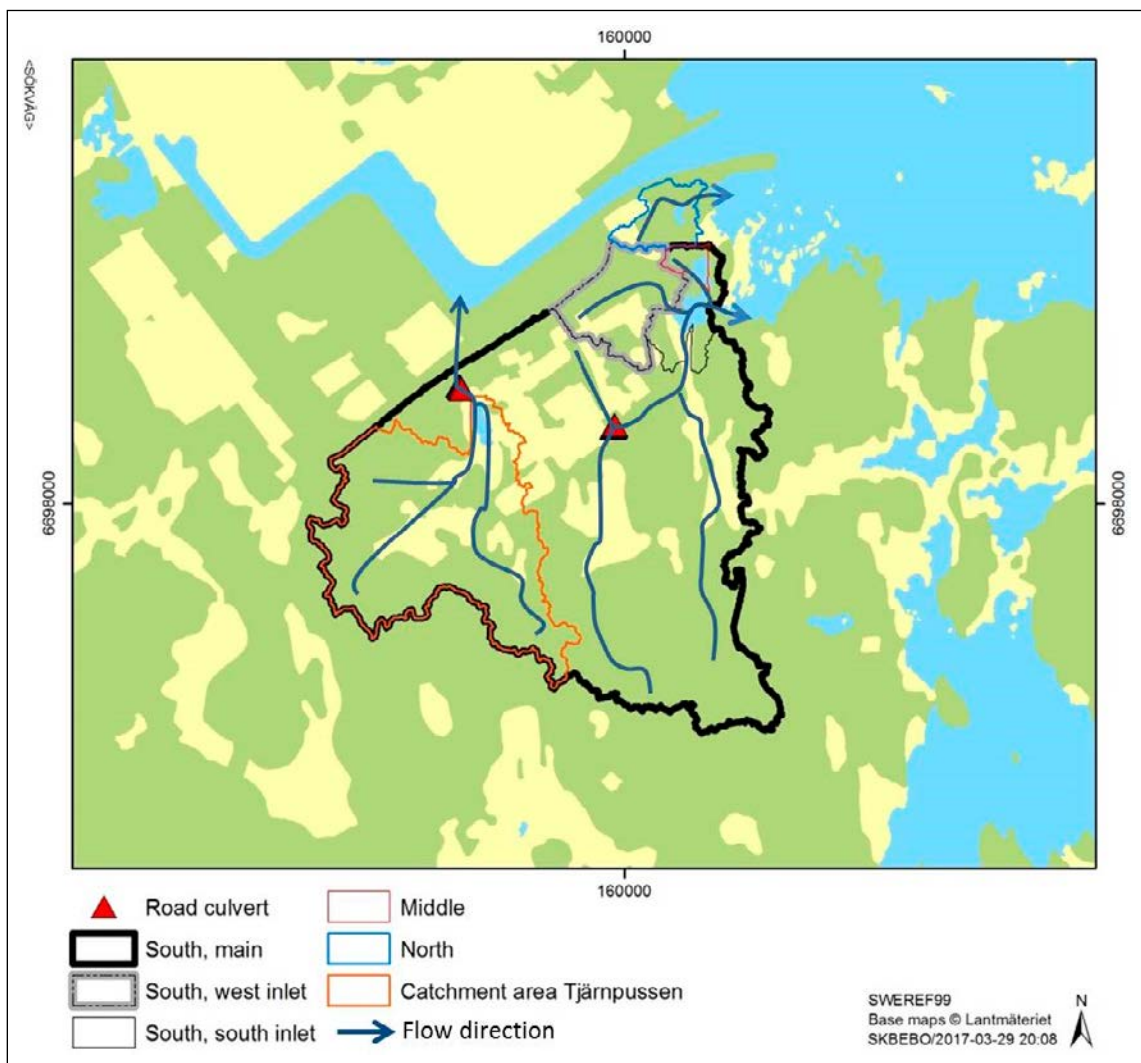 160000
<SÖKVÄG>
6698000
6698000
160000
Road culvert
South, main
South, west inlet
South, south inlet
Middle
North
Catchment area Tjärnpussen
Flow direction
SWEREF99
Base maps © Lantmäteriet
SKBEBO/2017-03-29 20:08
N